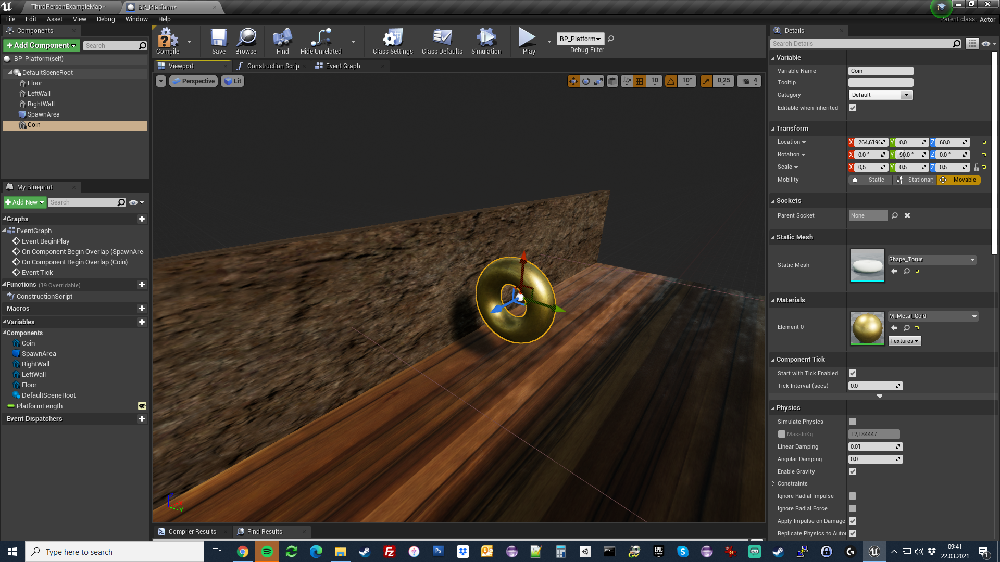 ThirdPersonExampleMap*
BP_Platform*
File Edit Asset View Debug Window Help
Parent class: Actor
Components
+Add Component
Search
BP_Platform(self)
DefaultSceneRoot
Floor
LeftWall
RightWall
SpawnArea
Coin
My Blueprint
+Add New
Search
Graphs
EventGraph
Event BeginPlay
On Component Begin Overlap (SpawnAre
On Component Begin Overlap (Coin)
Event Tick
Functions (19 Overridable)
ConstructionScript
Macros
Variables
Components
Coin
SpawnArea
RightWall
LeftWall
Floor
DefaultSceneRoot
PlatformLength
Event Dispatchers
Compile
Save
Browse
Find
Hide Unrelated
Class Settings
Class Defaults
Simulation
Play
BP_Platform
Debug Filter
Viewport
Construction Scrip
Event Graph
Perspective
Lit
10
10°
0,25
4
Z
X
Y
Compiler Results
Find Results
Details
Search Details
Variable
Variable Name Coin
Tooltip
Category Default
Editable when Inherited
Transform
Location X 264,6196 Y 0,0 Z 60,0
Rotation X 0,0 ° Y 90,0 ° Z 0,0 °
Scale X 0,5 Y 0,5 Z 0,5
Mobility Static Stationary Movable
Sockets
Parent Socket None
Static Mesh
Static Mesh Shape_Torus
Materials
Element 0 M_Metal_Gold
Textures
Component Tick
Start with Tick Enabled
Tick Interval (secs) 0,0
Physics
Simulate Physics
MassInKg 12,184447
Linear Damping 0,01
Angular Damping 0,0
Enable Gravity
Constraints
Ignore Radial Impulse
Ignore Radial Force
Apply Impulse on Damage
Replicate Physics to Autor
Type here to search
Ps
EPIC
GAMES
64
09:41
22.03.2021
1